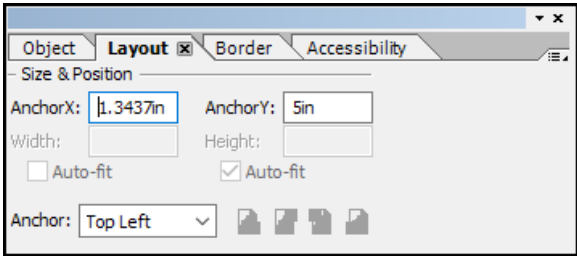 Object Layout Border Accessibility
Size & Position
AnchorX: 1.3437in AnchorY: 5in
Width: Height:
Auto-fit Auto-fit
Anchor: Top Left